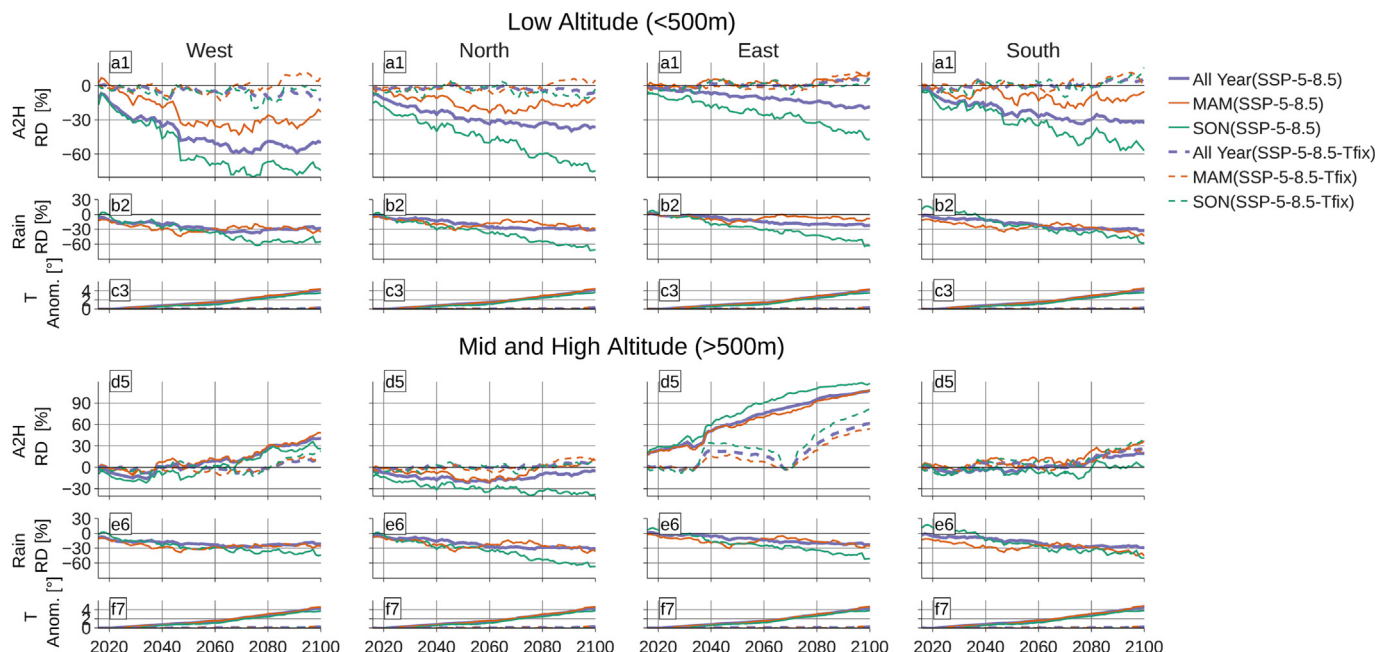 Low Altitude (<500m)
West North East South
a1 a1 a1 a1
0
−30
−60
A2H
RD [%]
b2 b2 b2 b2
30
0
−30
−60
Rain
RD [%]
c3 c3 c3 c3
4
2
0
T
Anom. [°]
All Year(SSP-5-8.5)
MAM(SSP-5-8.5)
SON(SSP-5-8.5)
All Year(SSP-5-8.5-Tfix)
MAM(SSP-5-8.5-Tfix)
SON(SSP-5-8.5-Tfix)
Mid and High Altitude (>500m)
d5 d5 d5 d5
90
60
30
0
−30
A2H
RD [%]
e6 e6 e6 e6
30
0
−30
−60
Rain
RD [%]
f7 f7 f7 f7
4
2
0
T
Anom. [°]
2020 2040 2060 2080 2100 2020 2040 2060 2080 2100 2020 2040 2060 2080 2100 2020 2040 2060 2080 2100